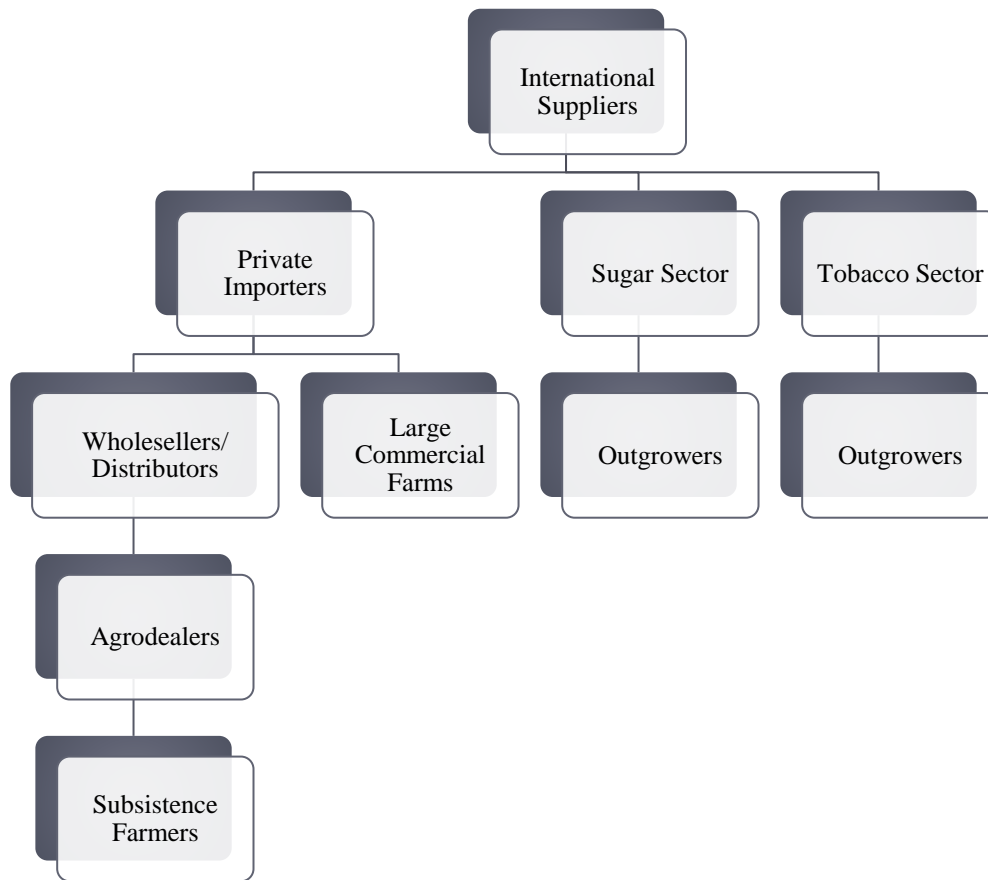 International
Suppliers
Private
Importers
Sugar Sector
Tobacco Sector
Wholesellers/
Distributors
Large
Commercial
Farms
Outgrowers
Outgrowers
Agrodealers
Subsistence
Farmers